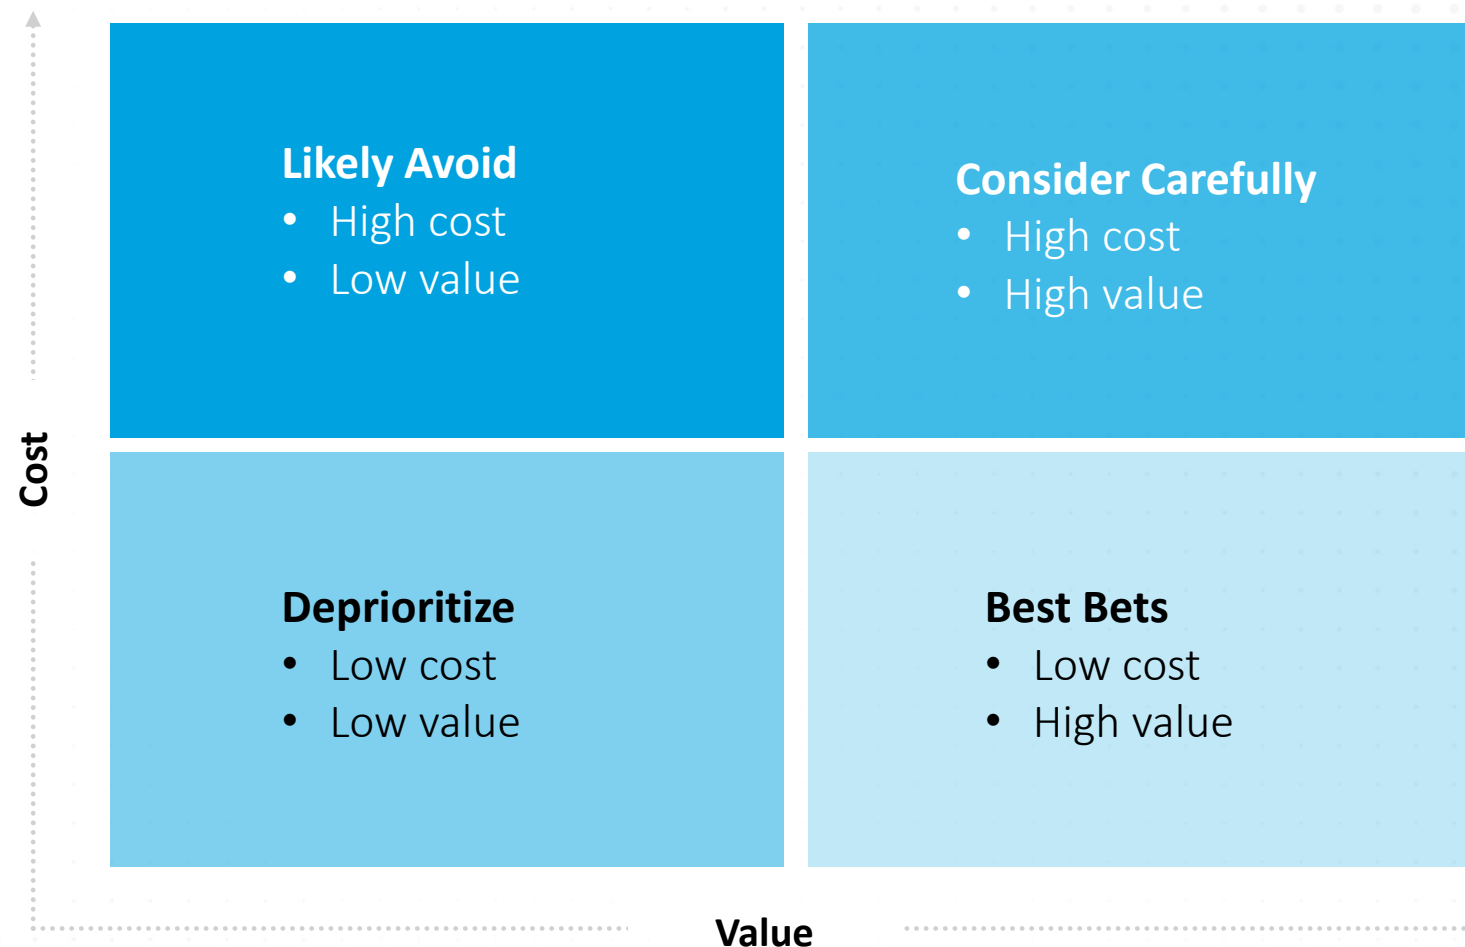 Likely Avoid
• High cost
• Low value
Consider Carefully
• High cost
• High value
Cost
Deprioritize
• Low cost
• Low value
Best Bets
• Low cost
• High value
Value